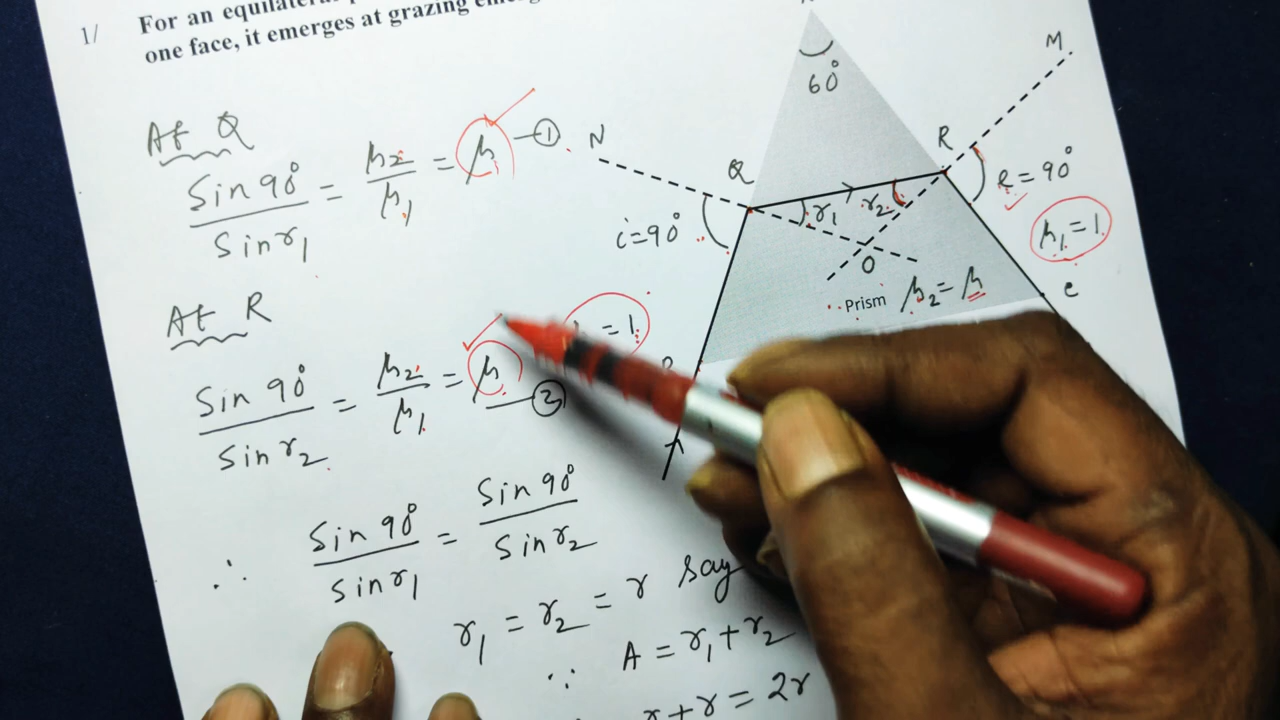 1/ For an equilateral
one face, it emerges at grazing
At Q
Sin 90° / Sin r₁ = μ₂ / μ₁ = μ — ①
At R
Sin 90° / Sin r₂ = μ₂ / μ₁ = μ — ②
= 1
∴ Sin 90° / Sin r₁ = Sin 90° / Sin r₂
r₁ = r₂ = r say
∵ A = r₁ + r₂
r + r = 2r
60°
M
N
Q
R
i = 90°
r₁
r₂
e = 90°
μ₁ = 1
O
Prism μ₂ = μ
e